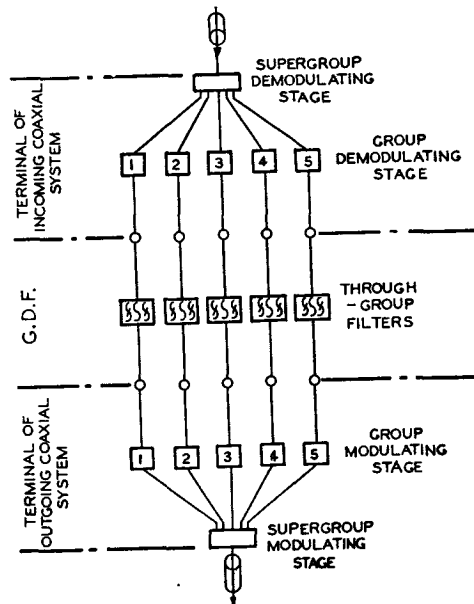 SUPERGROUP
DEMODULATING
STAGE
TERMINAL OF
INCOMING COAXIAL
SYSTEM
1 2 3 4 5
GROUP
DEMODULATING
STAGE
G.D.F.
THROUGH
- GROUP
FILTERS
TERMINAL OF
OUTGOING COAXIAL
SYSTEM
1 2 3 4 5
GROUP
MODULATING
STAGE
SUPERGROUP
MODULATING
STAGE